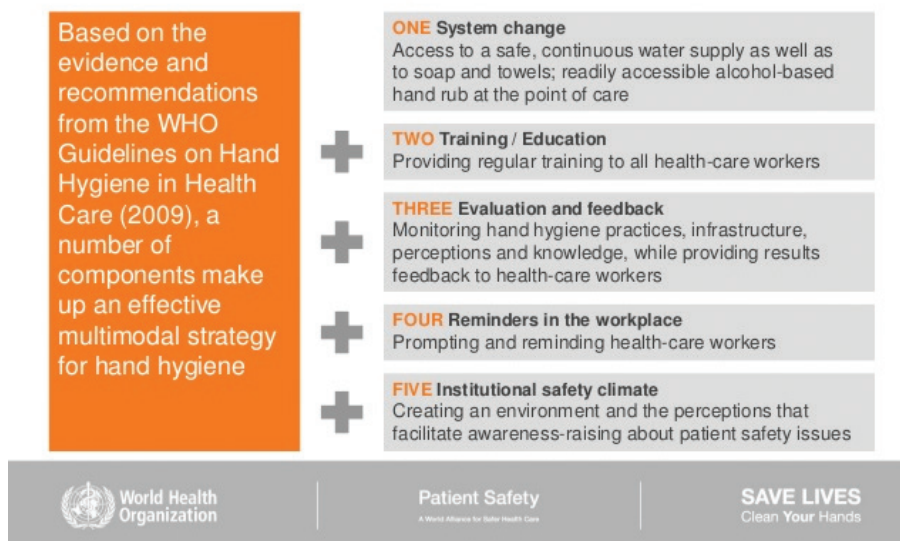 Based on the
evidence and
recommendations
from the WHO
Guidelines on Hand
Hygiene in Health
Care (2009), a
number of
components make
up an effective
multimodal strategy
for hand hygiene
ONE System change
Access to a safe, continuous water supply as well as
to soap and towels; readily accessible alcohol-based
hand rub at the point of care
TWO Training / Education
Providing regular training to all health-care workers
THREE Evaluation and feedback
Monitoring hand hygiene practices, infrastructure,
perceptions and knowledge, while providing results
feedback to health-care workers
FOUR Reminders in the workplace
Prompting and reminding health-care workers
FIVE Institutional safety climate
Creating an environment and the perceptions that
facilitate awareness-raising about patient safety issues
World Health
Organization
Patient Safety
A World Alliance for Safer Health Care
SAVE LIVES
Clean Your Hands